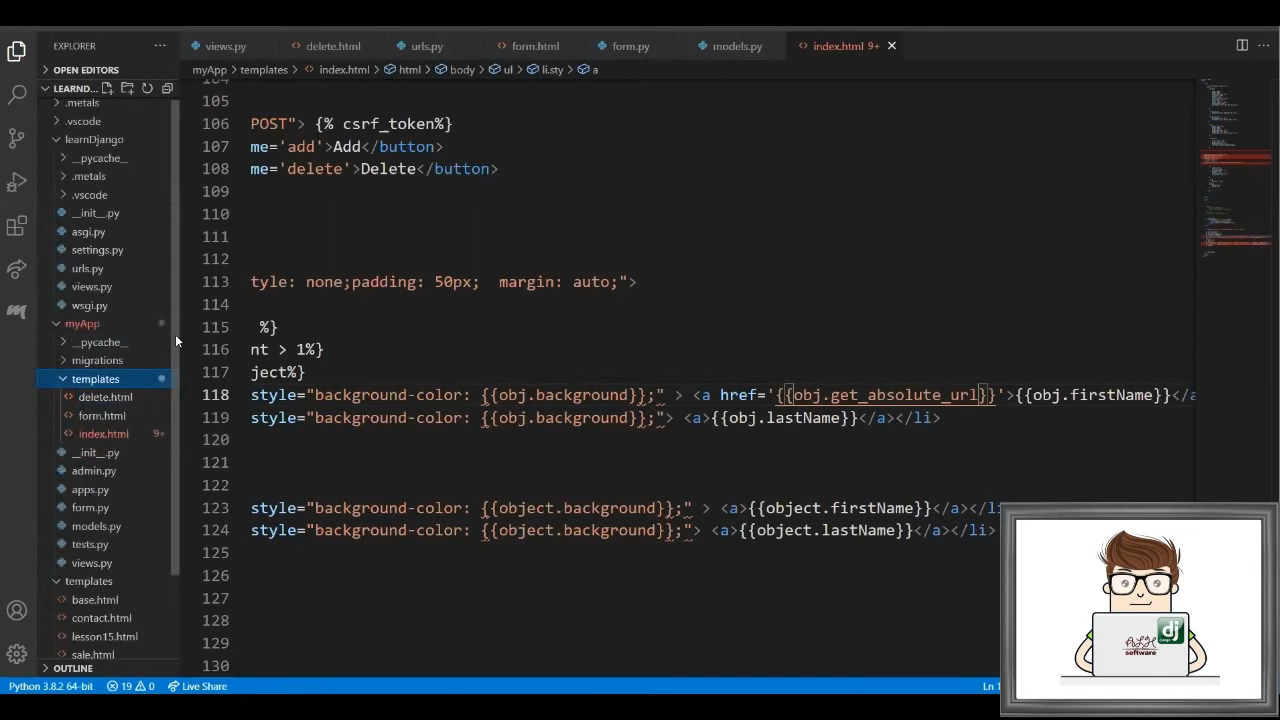 EXPLORER
OPEN EDITORS
LEARND...
.metals
.vscode
learnDjango
__pycache__
.metals
.vscode
__init__.py
asgi.py
settings.py
urls.py
views.py
wsgi.py
myApp
__pycache__
migrations
templates
delete.html
form.html
index.html 9+
__init__.py
admin.py
apps.py
form.py
models.py
tests.py
views.py
templates
base.html
contact.html
lesson15.html
sale.html
OUTLINE
views.py delete.html urls.py form.html form.py models.py index.html 9+
myApp > templates > index.html > html > body > ul > li.sty > a
104
105
106 POST"> {% csrf_token%}
107 me='add'>Add</button>
108 me='delete'>Delete</button>
109
110
111
112
113 tyle: none;padding: 50px;  margin: auto;">
114
115 %}
116 nt > 1%}
117 ject%}
118 style="background-color: {{obj.background}};" > <a href='{{obj.get_absolute_url}}'>{{obj.firstName}}</a
119 style="background-color: {{obj.background}};"> <a>{{obj.lastName}}</a></li>
120
121
122
123 style="background-color: {{object.background}};" > <a>{{object.firstName}}</a></li
124 style="background-color: {{object.background}};"> <a>{{object.lastName}}</a></li>
125
126
127
128
129
130
dj
ALH
software
Python 3.8.2 64-bit 19 0 Live Share Ln 1